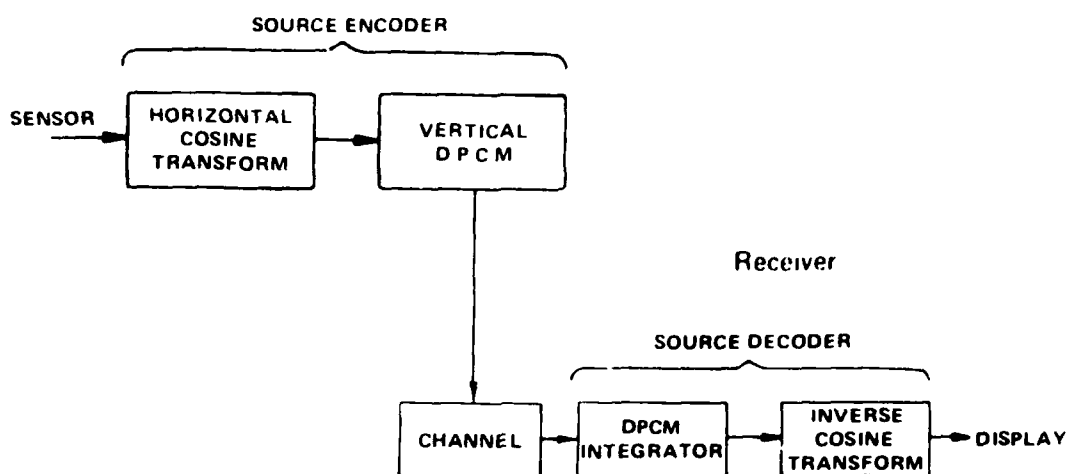 SOURCE ENCODER
SENSOR
HORIZONTAL
COSINE
TRANSFORM
VERTICAL
DPCM
Receiver
SOURCE DECODER
CHANNEL
DPCM
INTEGRATOR
INVERSE
COSINE
TRANSFORM
DISPLAY